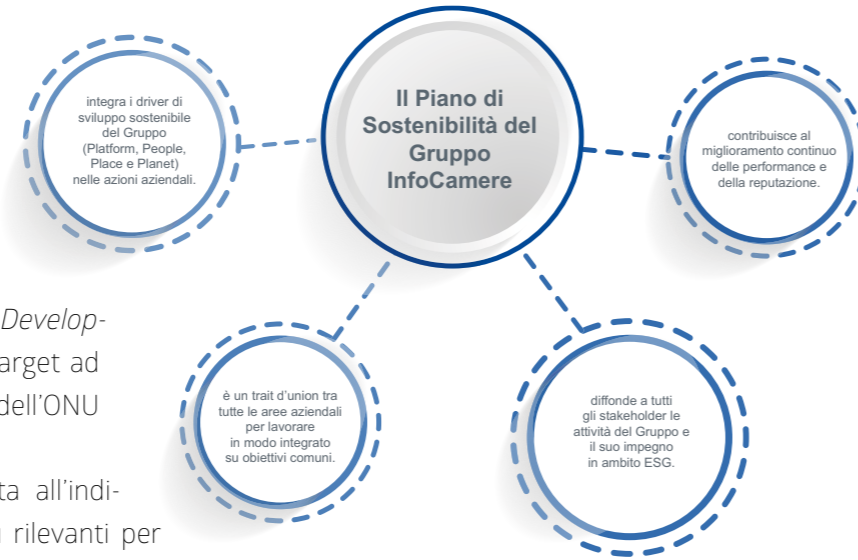 Il Piano di
Sostenibilità del
Gruppo
InfoCamere
integra i driver di
sviluppo sostenibile
del Gruppo
(Platform, People,
Place e Planet)
nelle azioni aziendali.
contribuisce al
miglioramento continuo
delle performance e
della reputazione.
è un trait d'union tra
tutte le aree aziendali
per lavorare
in modo integrato
su obiettivi comuni.
diffonde a tutti
gli stakeholder le
attività del Gruppo e
il suo impegno
in ambito ESG.
Develop-
arget ad
dell'ONU
ta all'indi-
rilevanti per